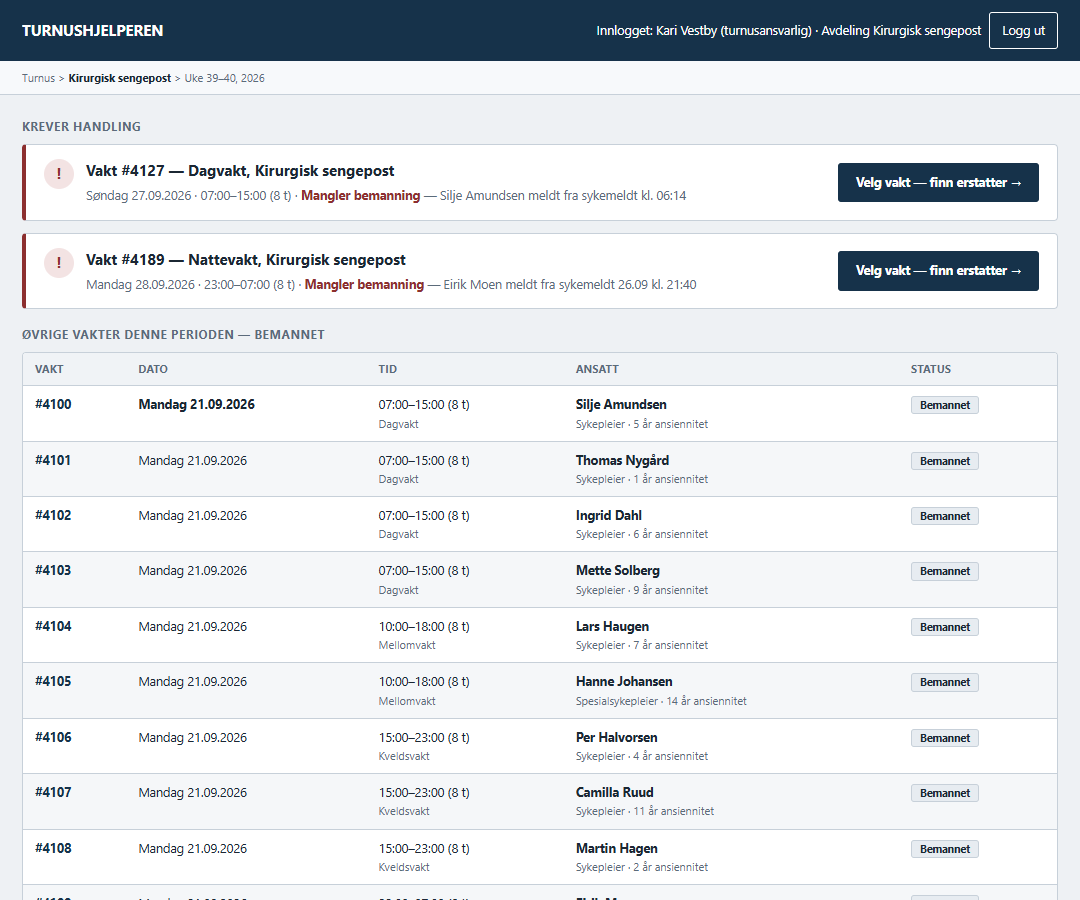 TURNUSHJELPEREN
Innlogget: Kari Vestby (turnusansvarlig) · Avdeling Kirurgisk sengepost
Logg ut
Turnus > Kirurgisk sengepost > Uke 39–40, 2026
KREVER HANDLING
!
Vakt #4127 — Dagvakt, Kirurgisk sengepost
Søndag 27.09.2026 · 07:00–15:00 (8 t) · Mangler bemanning — Silje Amundsen meldt fra sykemeldt kl. 06:14
Velg vakt — finn erstatter →
!
Vakt #4189 — Nattevakt, Kirurgisk sengepost
Mandag 28.09.2026 · 23:00–07:00 (8 t) · Mangler bemanning — Eirik Moen meldt fra sykemeldt 26.09 kl. 21:40
Velg vakt — finn erstatter →
ØVRIGE VAKTER DENNE PERIODEN — BEMANNET
VAKT DATO TID ANSATT STATUS
#4100 Mandag 21.09.2026 07:00–15:00 (8 t) Silje Amundsen Bemannet
Dagvakt Sykepleier · 5 år ansiennitet
#4101 Mandag 21.09.2026 07:00–15:00 (8 t) Thomas Nygård Bemannet
Dagvakt Sykepleier · 1 år ansiennitet
#4102 Mandag 21.09.2026 07:00–15:00 (8 t) Ingrid Dahl Bemannet
Dagvakt Sykepleier · 6 år ansiennitet
#4103 Mandag 21.09.2026 07:00–15:00 (8 t) Mette Solberg Bemannet
Dagvakt Sykepleier · 9 år ansiennitet
#4104 Mandag 21.09.2026 10:00–18:00 (8 t) Lars Haugen Bemannet
Mellomvakt Sykepleier · 7 år ansiennitet
#4105 Mandag 21.09.2026 10:00–18:00 (8 t) Hanne Johansen Bemannet
Mellomvakt Spesialsykepleier · 14 år ansiennitet
#4106 Mandag 21.09.2026 15:00–23:00 (8 t) Per Halvorsen Bemannet
Kveldsvakt Sykepleier · 4 år ansiennitet
#4107 Mandag 21.09.2026 15:00–23:00 (8 t) Camilla Ruud Bemannet
Kveldsvakt Sykepleier · 11 år ansiennitet
#4108 Mandag 21.09.2026 15:00–23:00 (8 t) Martin Hagen Bemannet
Kveldsvakt Sykepleier · 2 år ansiennitet